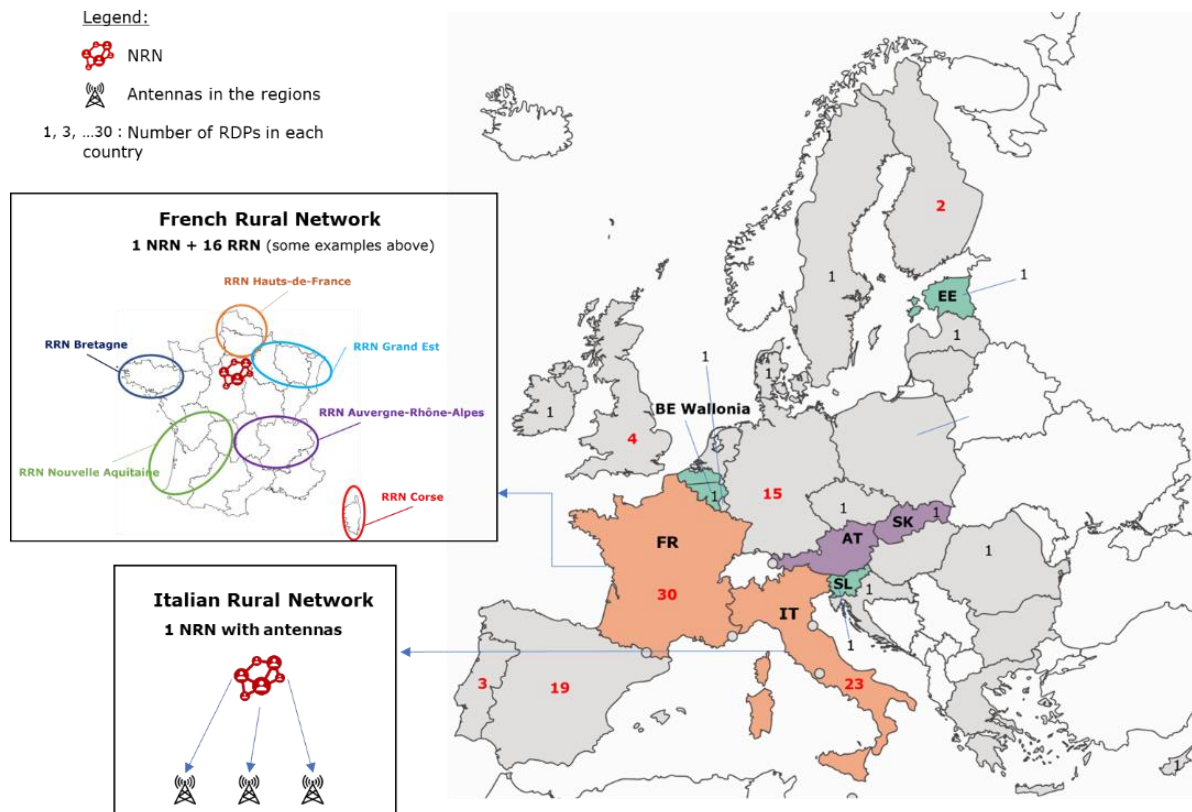 Legend:
NRN
Antennas in the regions
1, 3, ...30 : Number of RDPs in each
country
French Rural Network
1 NRN + 16 RRN (some examples above)
RRN Hauts-de-France
RRN Bretagne
RRN Grand Est
RRN Auvergne-Rhône-Alpes
RRN Nouvelle Aquitaine
RRN Corse
Italian Rural Network
1 NRN with antennas
1
2
1
EE
1
1
1
1
BE Wallonia
1
4
15
1
1
SK
1
AT
FR
1
SL
1
30
IT
1
3
19
23
1